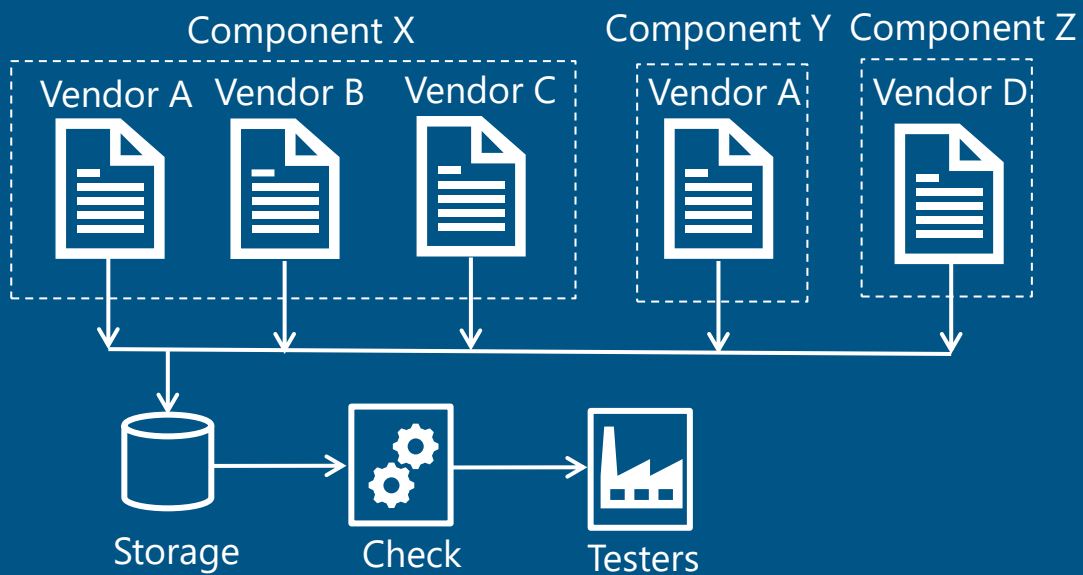 Component X
Component Y
Component Z
Vendor A
Vendor B
Vendor C
Vendor A
Vendor D
Storage
Check
Testers